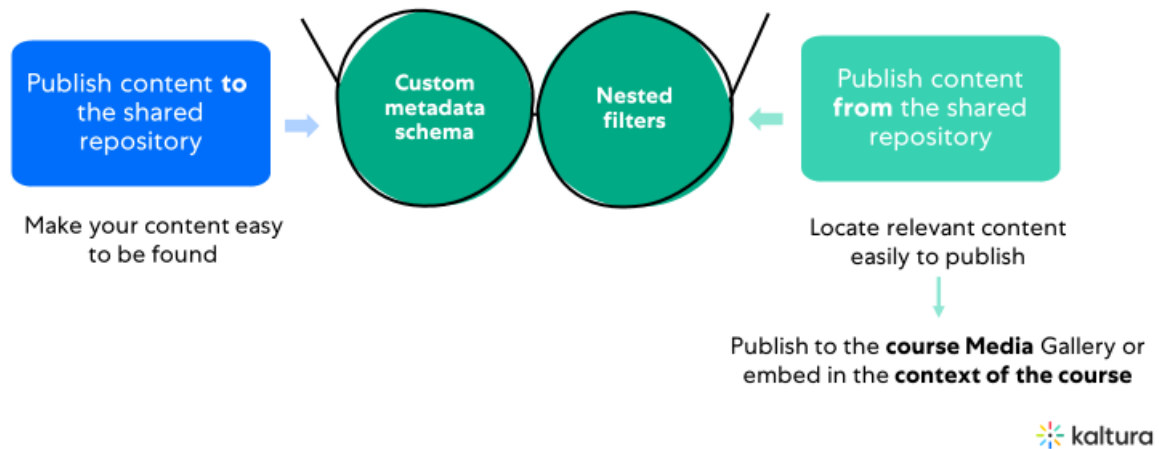 Publish content to
the shared
repository
Make your content easy
to be found
Custom
metadata
schema
Nested
filters
Publish content
from the shared
repository
Locate relevant content
easily to publish
Publish to the course Media Gallery or
embed in the context of the course
kaltura